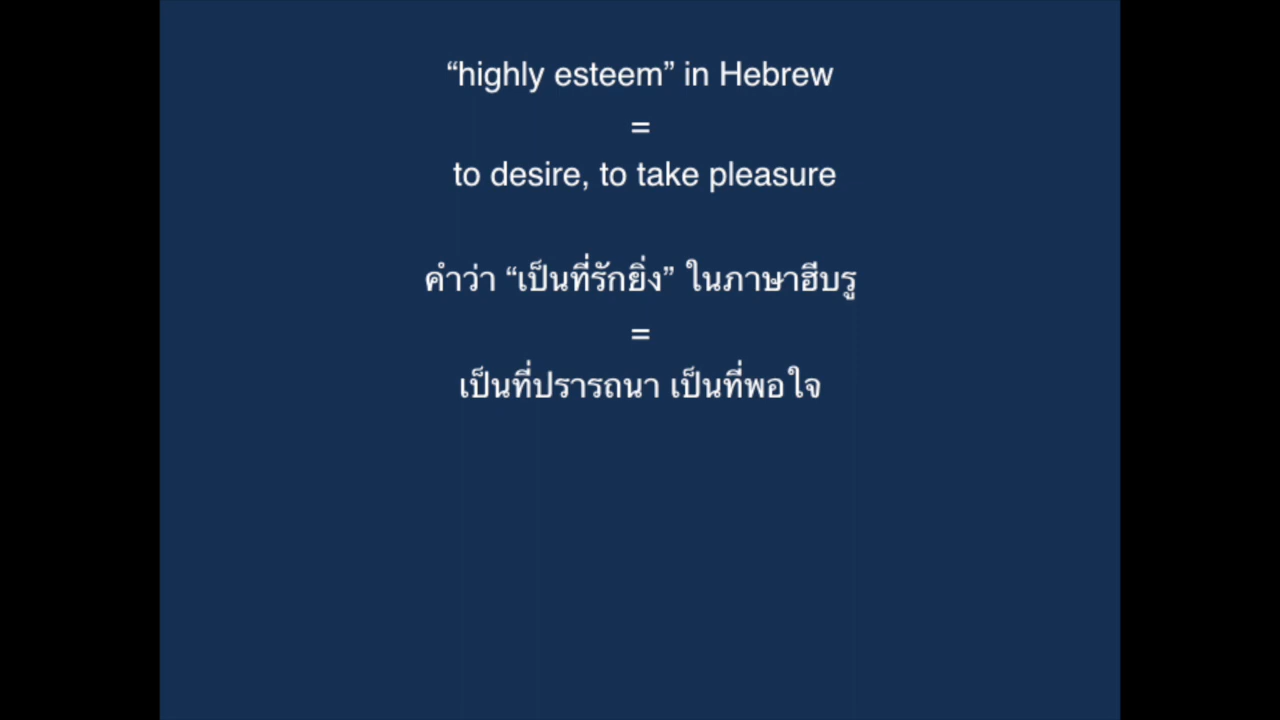 “highly esteem” in Hebrew
=
to desire, to take pleasure
คำว่า “เป็นที่รักยิ่ง” ในภาษาฮีบรู
=
เป็นที่ปรารถนา เป็นที่พอใจ